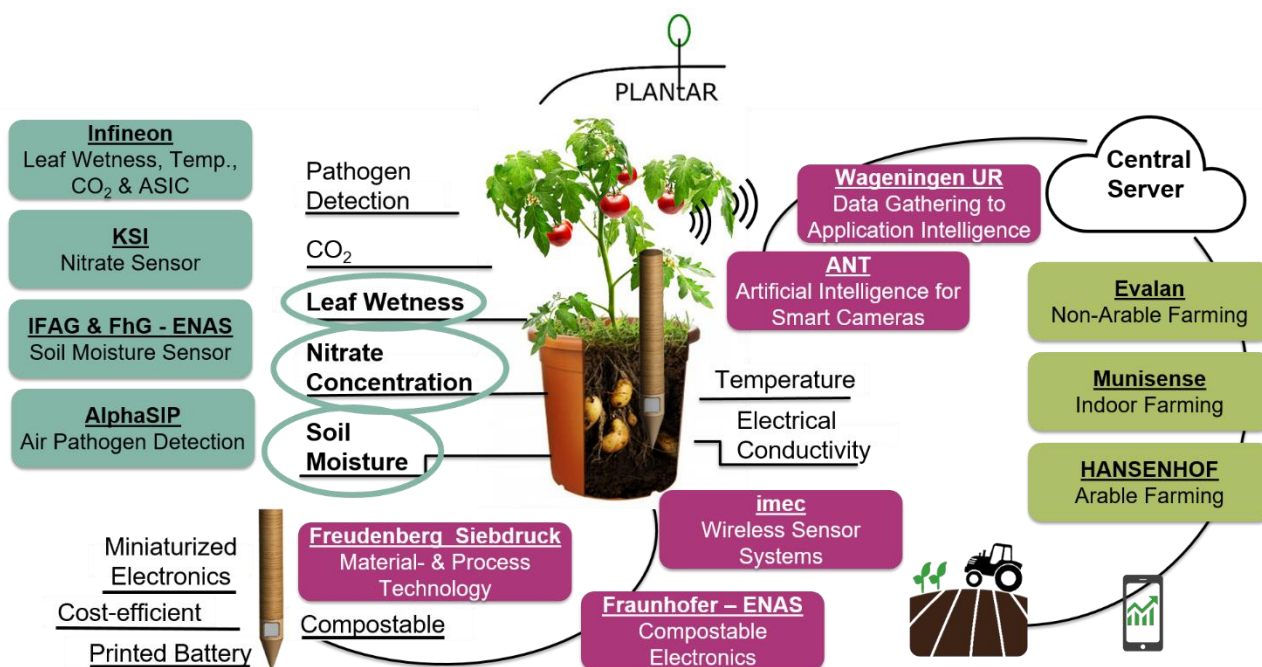 PLANtAR
Infineon
Leaf Wetness, Temp.,
CO₂ & ASIC
KSI
Nitrate Sensor
IFAG & FhG - ENAS
Soil Moisture Sensor
AlphaSIP
Air Pathogen Detection
Pathogen
Detection
CO₂
Leaf Wetness
Nitrate
Concentration
Soil
Moisture
Temperature
Electrical
Conductivity
Wageningen UR
Data Gathering to
Application Intelligence
ANT
Artificial Intelligence for
Smart Cameras
Central
Server
Evalan
Non-Arable Farming
Munisense
Indoor Farming
HANSENHOF
Arable Farming
imec
Wireless Sensor
Systems
Freudenberg Siebdruck
Material- & Process
Technology
Fraunhofer – ENAS
Compostable
Electronics
Miniaturized
Electronics
Cost-efficient
Printed Battery
Compostable